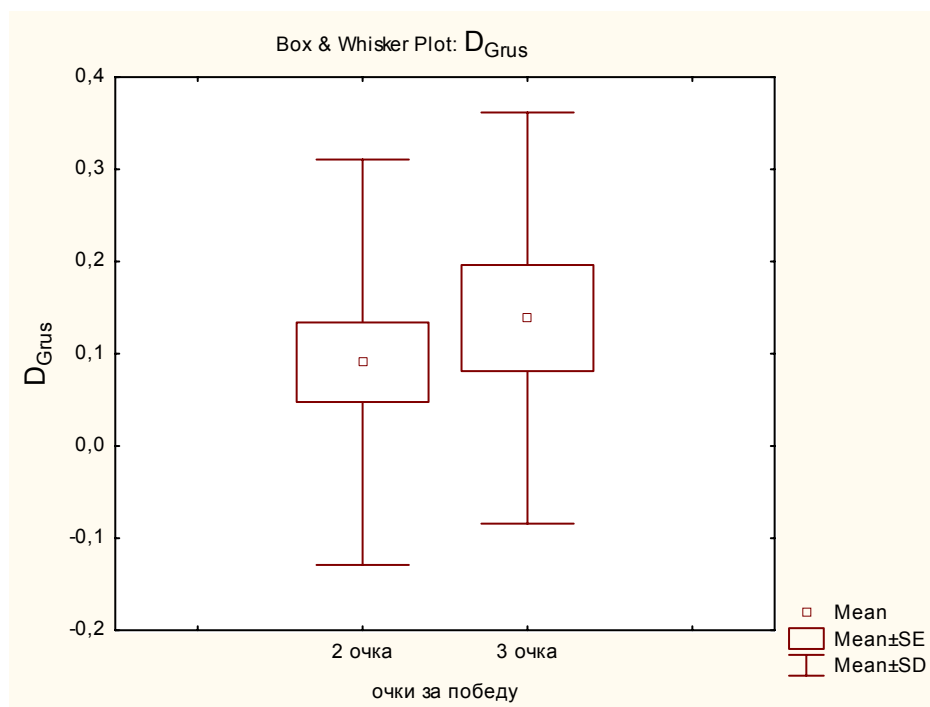 Box & Whisker Plot: D_Grus
0,4
0,3
0,2
0,1
0,0
-0,1
-0,2
D_Grus
2 очка 3 очка
очки за победу
Mean
Mean±SE
Mean±SD